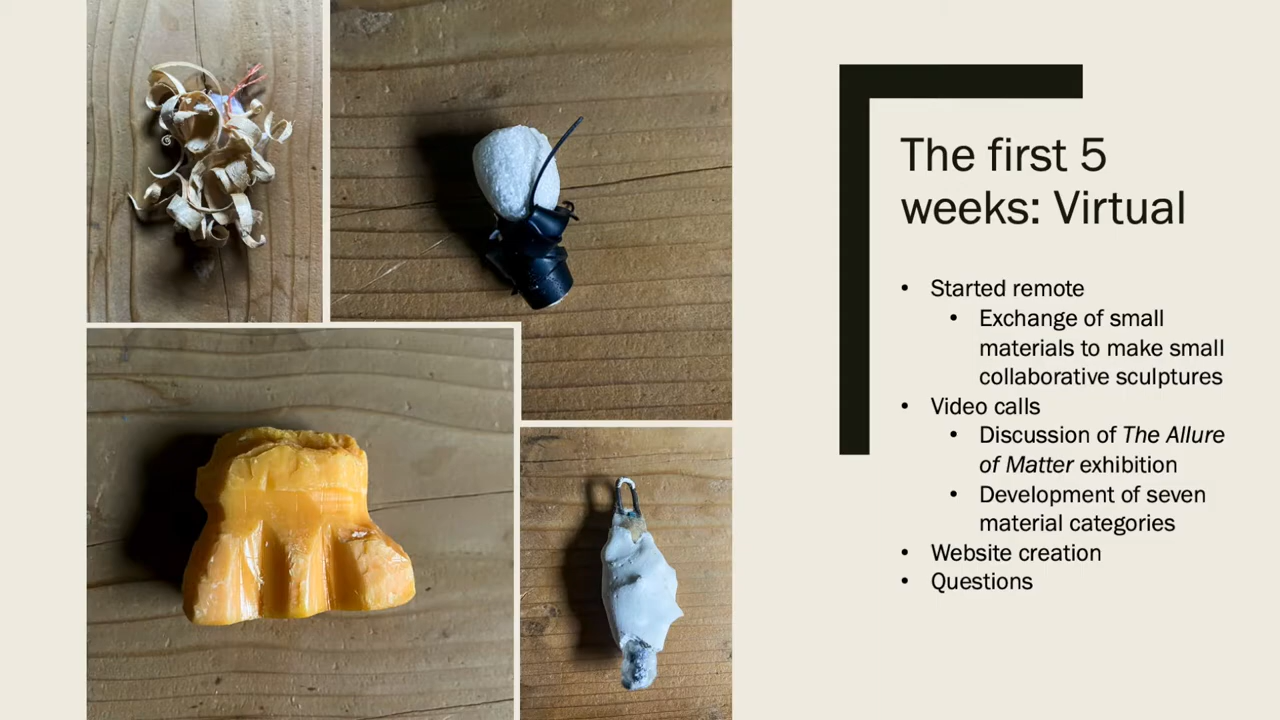 The first 5
weeks: Virtual
• Started remote
• Exchange of small
materials to make small
collaborative sculptures
• Video calls
• Discussion of The Allure
of Matter exhibition
• Development of seven
material categories
• Website creation
• Questions